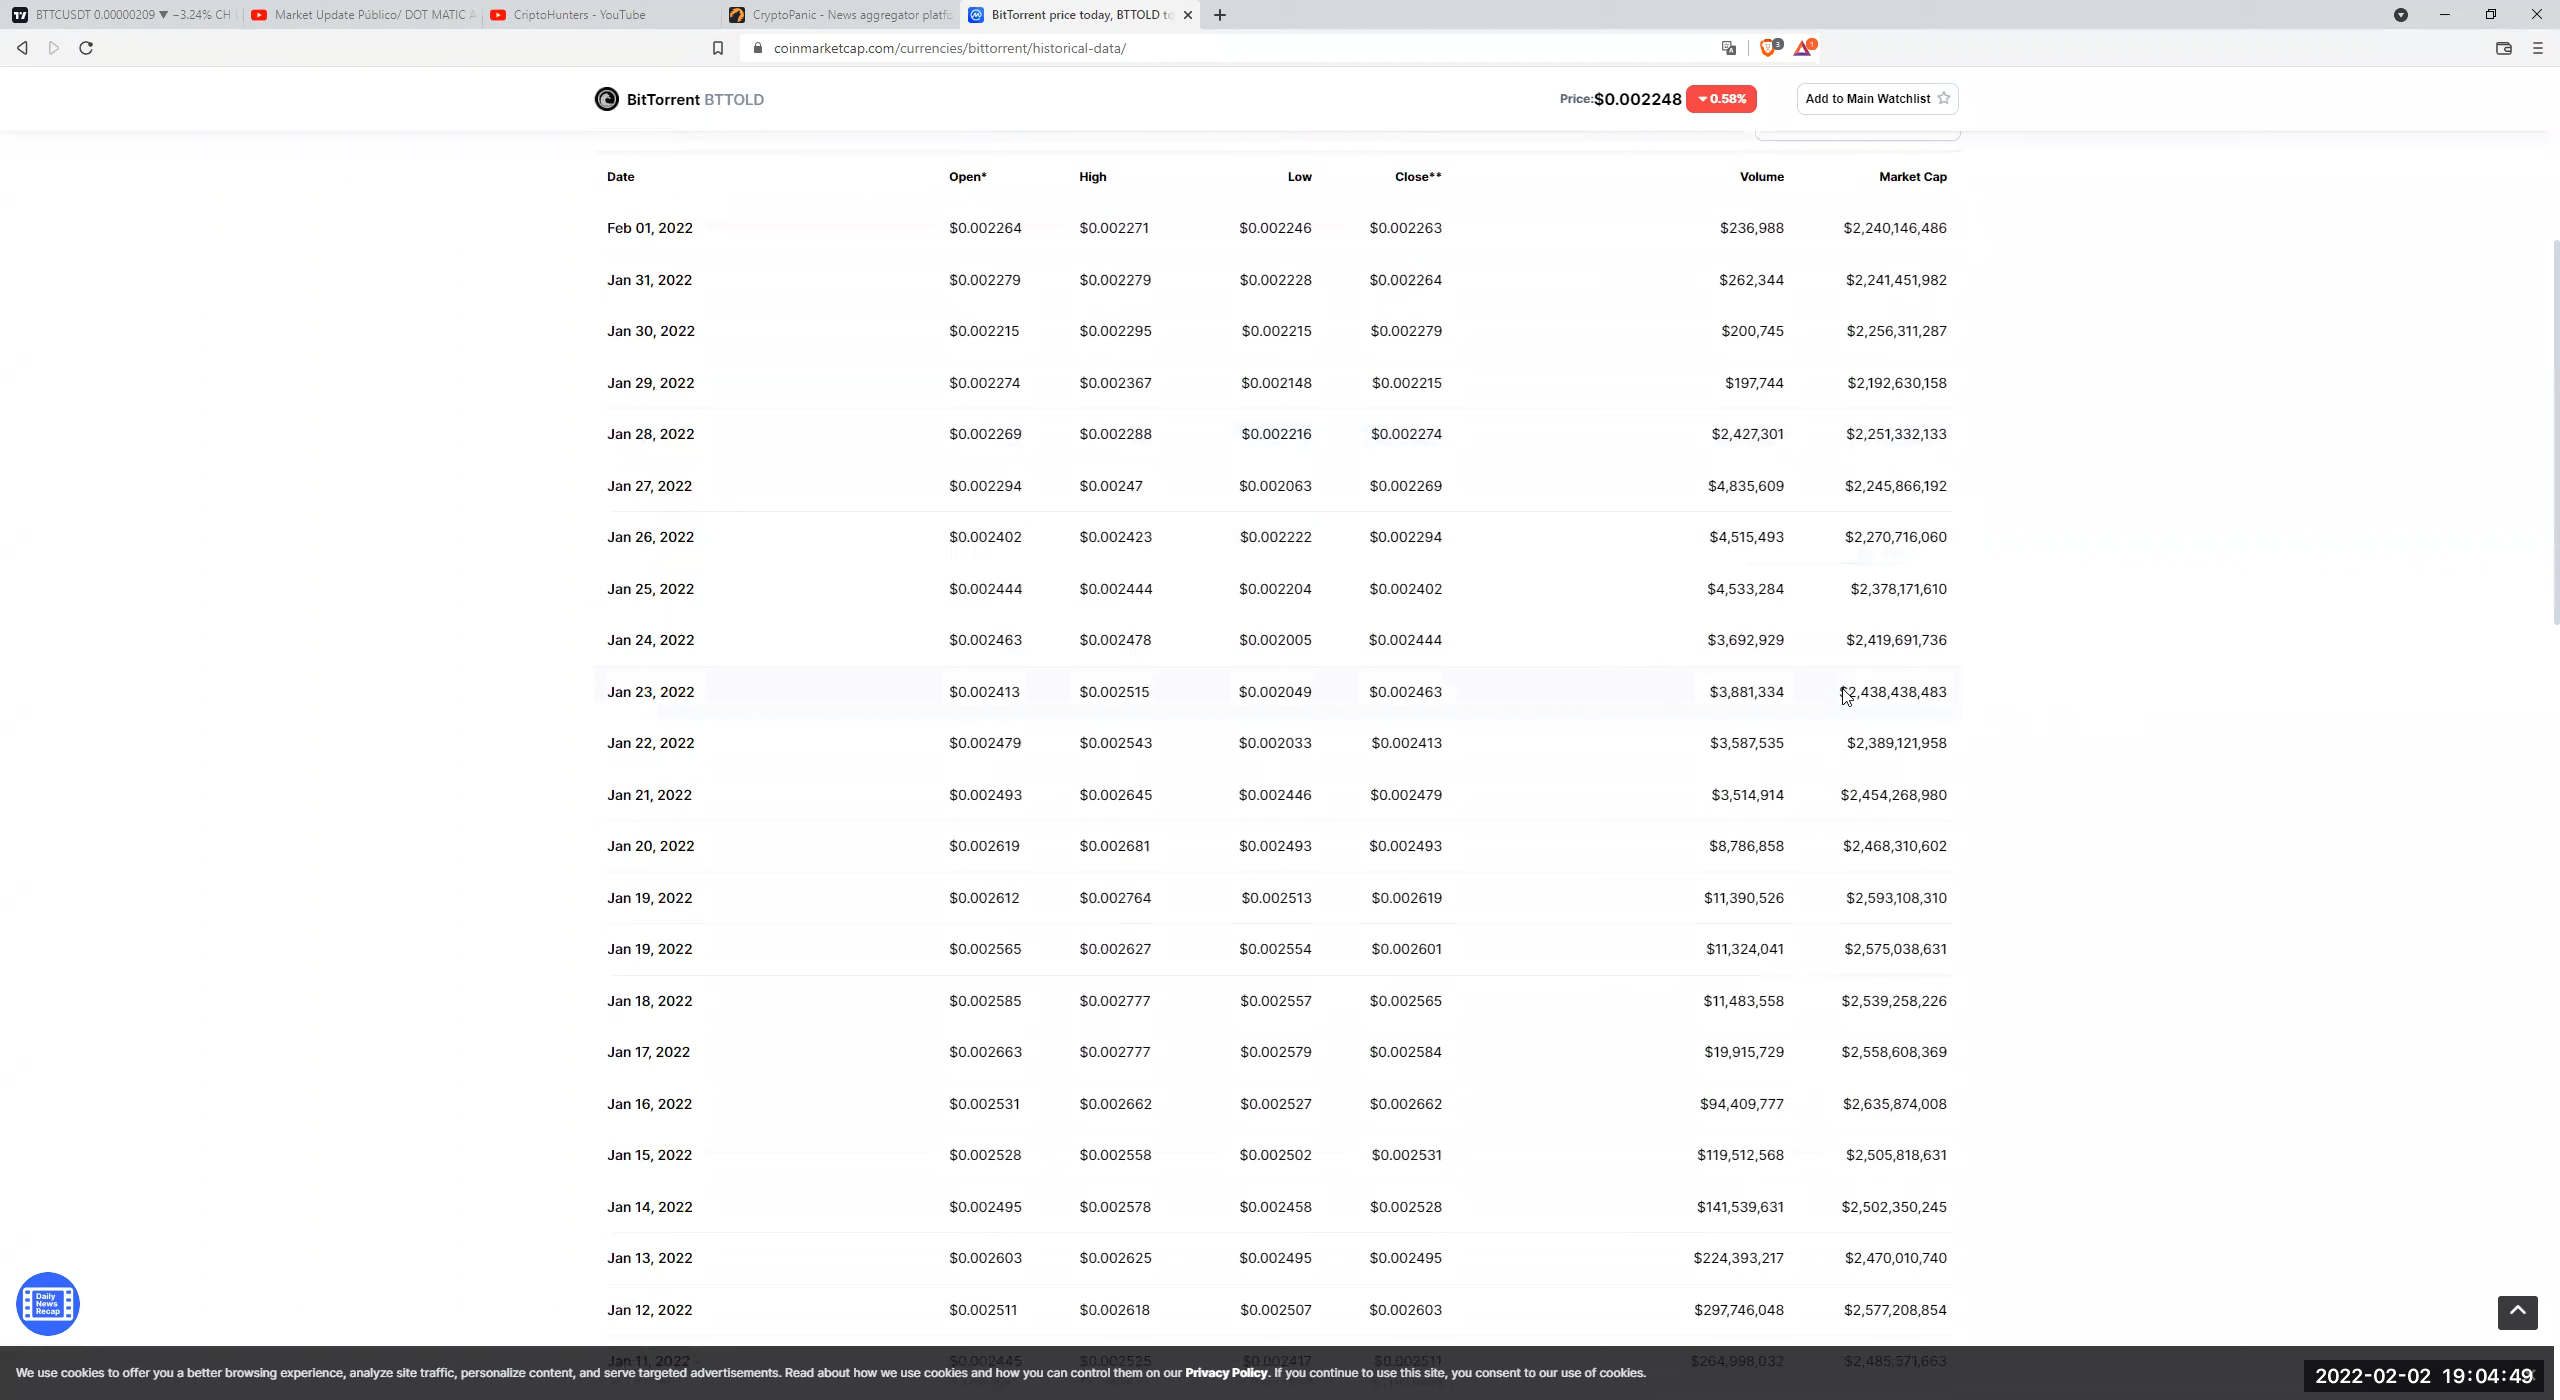 BTTCUSDT 0.00000209 ▼ −3.24% CH
Market Update Público/ DOT MATIC A
CriptoHunters - YouTube
CryptoPanic - News aggregator platfo
BitTorrent price today, BTTOLD to
coinmarketcap.com/currencies/bittorrent/historical-data/
3
1
BitTorrent BTTOLD
Price:$0.002248 0.58%
Add to Main Watchlist
Date Open* High Low Close** Volume Market Cap
Feb 01, 2022 $0.002264 $0.002271 $0.002246 $0.002263 $236,988 $2,240,146,486
Jan 31, 2022 $0.002279 $0.002279 $0.002228 $0.002264 $262,344 $2,241,451,982
Jan 30, 2022 $0.002215 $0.002295 $0.002215 $0.002279 $200,745 $2,256,311,287
Jan 29, 2022 $0.002274 $0.002367 $0.002148 $0.002215 $197,744 $2,192,630,158
Jan 28, 2022 $0.002269 $0.002288 $0.002216 $0.002274 $2,427,301 $2,251,332,133
Jan 27, 2022 $0.002294 $0.00247 $0.002063 $0.002269 $4,835,609 $2,245,866,192
Jan 26, 2022 $0.002402 $0.002423 $0.002222 $0.002294 $4,515,493 $2,270,716,060
Jan 25, 2022 $0.002444 $0.002444 $0.002204 $0.002402 $4,533,284 $2,378,171,610
Jan 24, 2022 $0.002463 $0.002478 $0.002005 $0.002444 $3,692,929 $2,419,691,736
Jan 23, 2022 $0.002413 $0.002515 $0.002049 $0.002463 $3,881,334 $2,438,438,483
Jan 22, 2022 $0.002479 $0.002543 $0.002033 $0.002413 $3,587,535 $2,389,121,958
Jan 21, 2022 $0.002493 $0.002645 $0.002446 $0.002479 $3,514,914 $2,454,268,980
Jan 20, 2022 $0.002619 $0.002681 $0.002493 $0.002493 $8,786,858 $2,468,310,602
Jan 19, 2022 $0.002612 $0.002764 $0.002513 $0.002619 $11,390,526 $2,593,108,310
Jan 19, 2022 $0.002565 $0.002627 $0.002554 $0.002601 $11,324,041 $2,575,038,631
Jan 18, 2022 $0.002585 $0.002777 $0.002557 $0.002565 $11,483,558 $2,539,258,226
Jan 17, 2022 $0.002663 $0.002777 $0.002579 $0.002584 $19,915,729 $2,558,608,369
Jan 16, 2022 $0.002531 $0.002662 $0.002527 $0.002662 $94,409,777 $2,635,874,008
Jan 15, 2022 $0.002528 $0.002558 $0.002502 $0.002531 $119,512,568 $2,505,818,631
Jan 14, 2022 $0.002495 $0.002578 $0.002458 $0.002528 $141,539,631 $2,502,350,245
Jan 13, 2022 $0.002603 $0.002625 $0.002495 $0.002495 $224,393,217 $2,470,010,740
Jan 12, 2022 $0.002511 $0.002618 $0.002507 $0.002603 $297,746,048 $2,577,208,854
Jan 11, 2022 $0.002445 $0.002525 $0.002417 $0.002511 $264,998,032 $2,485,571,663
Daily
News
Recap
We use cookies to offer you a better browsing experience, analyze site traffic, personalize content, and serve targeted advertisements. Read about how we use cookies and how you can control them on our Privacy Policy. If you continue to use this site, you consent to our use of cookies.
2022-02-02 19:04:49